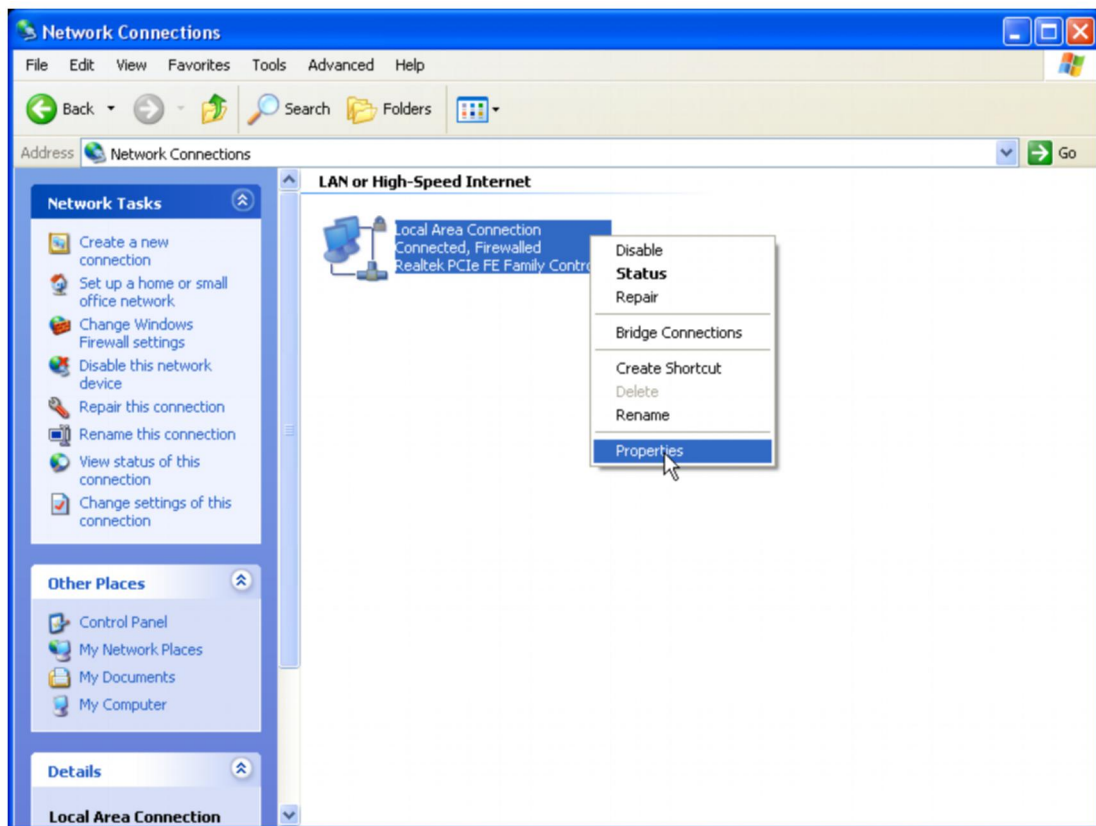 Network Connections
File Edit View Favorites Tools Advanced Help
Back Search Folders
Address Network Connections Go
Network Tasks
Create a new
connection
Set up a home or small
office network
Change Windows
Firewall settings
Disable this network
device
Repair this connection
Rename this connection
View status of this
connection
Change settings of this
connection
Other Places
Control Panel
My Network Places
My Documents
My Computer
Details
Local Area Connection
LAN or High-Speed Internet
Local Area Connection
Connected, Firewalled
Realtek PCIe FE Family Contro
Disable
Status
Repair
Bridge Connections
Create Shortcut
Delete
Rename
Properties